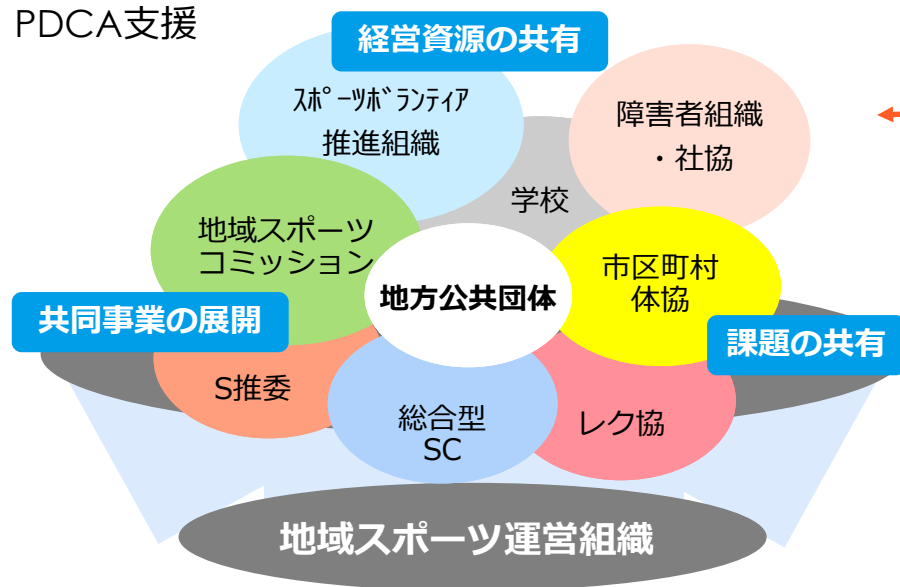 PDCA支援
経営資源の共有
ｽﾎﾟｰﾂﾎﾞﾗﾝﾃｨｱ
推進組織
障害者組織
・社協
学校
地域スポーツ
コミッション
市区町村
体協
地方公共団体
共同事業の展開
課題の共有
S推委
総合型
SC
レク協
地域スポーツ運営組織